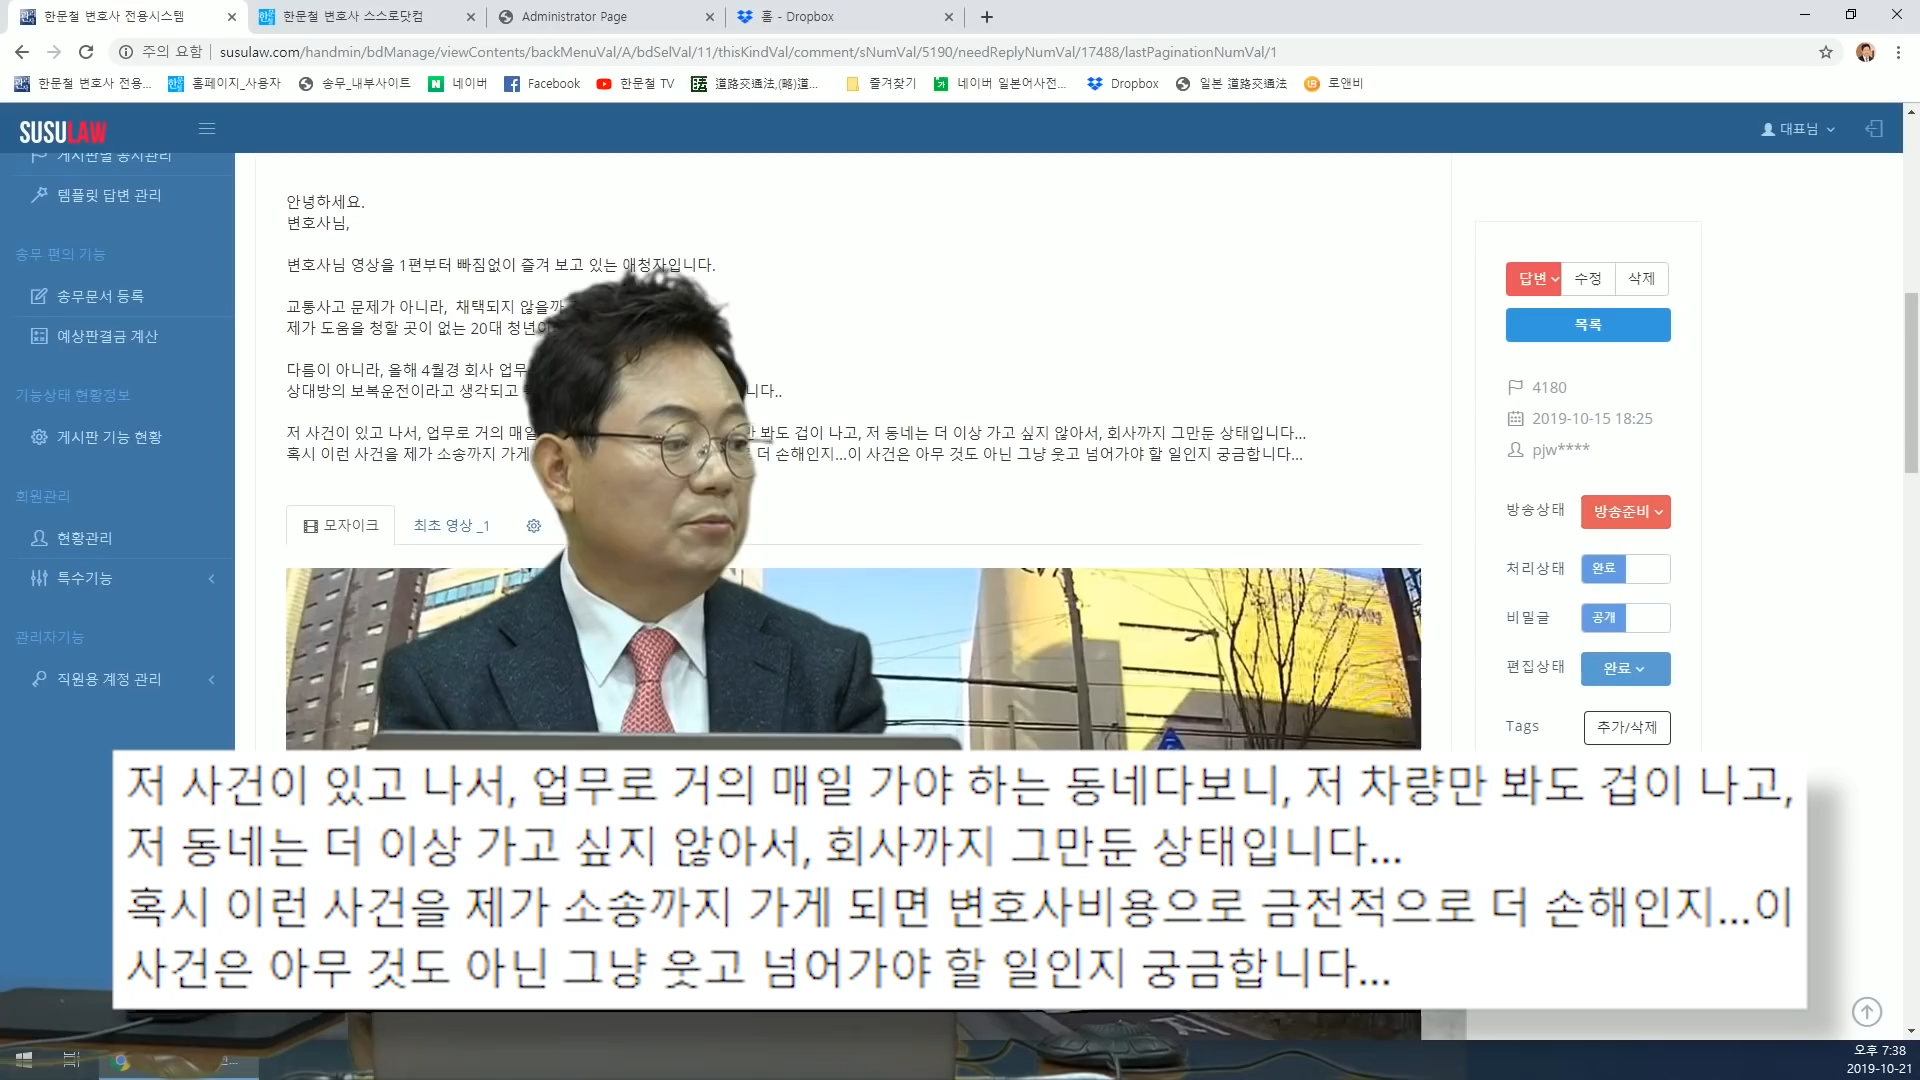 한문철 변호사 전용시스템
한문철 변호사 스스로닷컴
Administrator Page
홈 - Dropbox
주의 요함
susulaw.com/handmin/bdManage/viewContents/backMenuVal/A/bdSelVal/11/thisKindVal/comment/sNumVal/5190/needReplyNumVal/17488/lastPaginationNumVal/1
한문철 변호사 전용...
홈페이지_사용자
송무_내부사이트
네이버
Facebook
한문철 TV
道路交通法,(略)道...
즐겨찾기
네이버 일본어사전...
Dropbox
일본 道路交通法
로앤비
SUSULAW
대표님
게시판별 공지관리
템플릿 답변 관리
송무 편의 기능
송무문서 등록
예상판결금 계산
기능상태 현황정보
게시판 기능 현황
회원관리
현황관리
특수기능
관리자기능
직원용 계정 관리
안녕하세요.
변호사님,
변호사님 영상을 1편부터 빠짐없이 즐겨 보고 있는 애청자입니다.
교통사고 문제가 아니라, 채택되지 않을까
제가 도움을 청할 곳이 없는 20대 청년이
다름이 아니라, 올해 4월경 회사 업무
상대방의 보복운전이라고 생각되고 니다..
저 사건이 있고 나서, 업무로 거의 매일 봐도 겁이 나고, 저 동네는 더 이상 가고 싶지 않아서, 회사까지 그만둔 상태입니다...
혹시 이런 사건을 제가 소송까지 가게 더 손해인지...이 사건은 아무 것도 아닌 그냥 웃고 넘어가야 할 일인지 궁금합니다...
모자이크
최초 영상 _1
답변
수정
삭제
목록
4180
2019-10-15 18:25
pjw****
방송상태
방송준비
처리상태
완료
비밀글
공개
편집상태
완료
Tags
추가/삭제
저 사건이 있고 나서, 업무로 거의 매일 가야 하는 동네다보니, 저 차량만 봐도 겁이 나고,
저 동네는 더 이상 가고 싶지 않아서, 회사까지 그만둔 상태입니다...
혹시 이런 사건을 제가 소송까지 가게 되면 변호사비용으로 금전적으로 더 손해인지...이
사건은 아무 것도 아닌 그냥 웃고 넘어가야 할 일인지 궁금합니다...
오후 7:38
2019-10-21